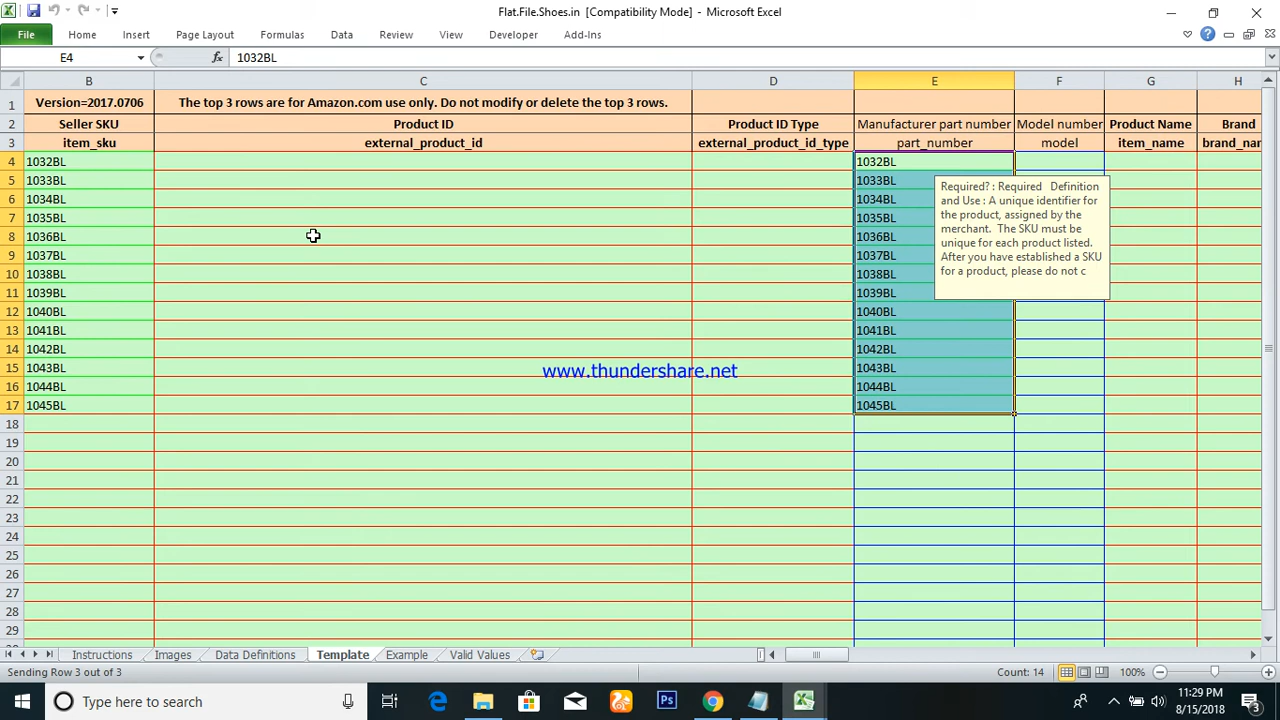 Flat.File.Shoes.in [Compatibility Mode] - Microsoft Excel
File Home Insert Page Layout Formulas Data Review View Developer Add-Ins
E4 fx 1032BL
B C D E F G H
1 Version=2017.0706 The top 3 rows are for Amazon.com use only. Do not modify or delete the top 3 rows.
2 Seller SKU Product ID Product ID Type Manufacturer part number Model number Product Name Brand
3 item_sku external_product_id external_product_id_type part_number model item_name brand_nar
4 1032BL 1032BL
5 1033BL 1033BL
6 1034BL 1034BL
7 1035BL 1035BL
8 1036BL 1036BL
9 1037BL 1037BL
10 1038BL 1038BL
11 1039BL 1039BL
12 1040BL 1040BL
13 1041BL 1041BL
14 1042BL 1042BL
15 1043BL 1043BL
16 1044BL 1044BL
17 1045BL 1045BL
18
19
20
21
22
23
24
25
26
27
28
29
Required? : Required Definition
and Use : A unique identifier for
the product, assigned by the
merchant. The SKU must be
unique for each product listed.
After you have established a SKU
for a product, please do not c
www.thundershare.net
Instructions Images Data Definitions Template Example Valid Values
Sending Row 3 out of 3 Count: 14 100%
Type here to search
Ps
11:29 PM
8/15/2018
3